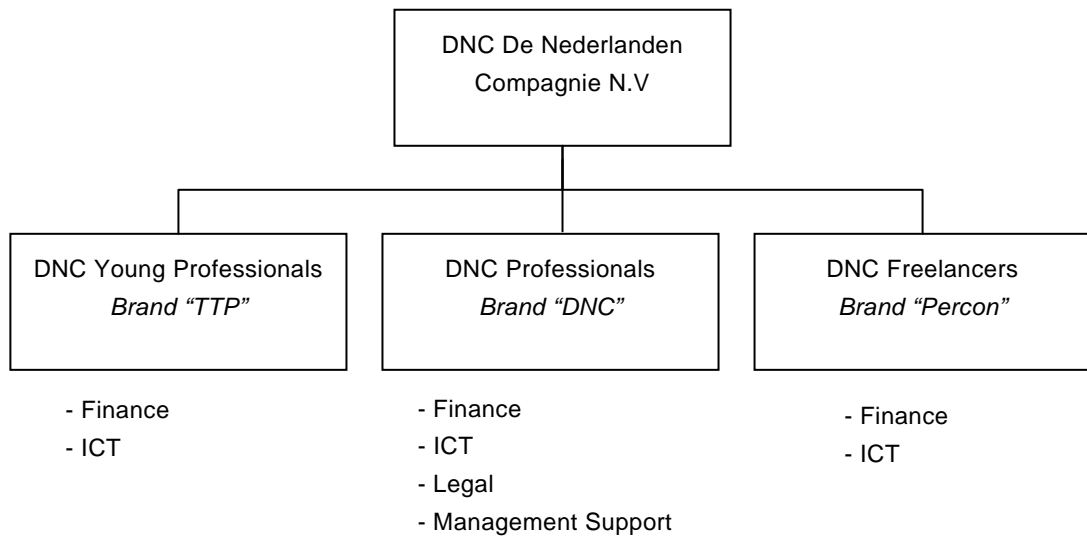 DNC De Nederlanden
Compagnie N.V
DNC Young Professionals
Brand “TTP”
- Finance
- ICT
DNC Professionals
Brand “DNC”
- Finance
- ICT
- Legal
- Management Support
DNC Freelancers
Brand “Percon”
- Finance
- ICT